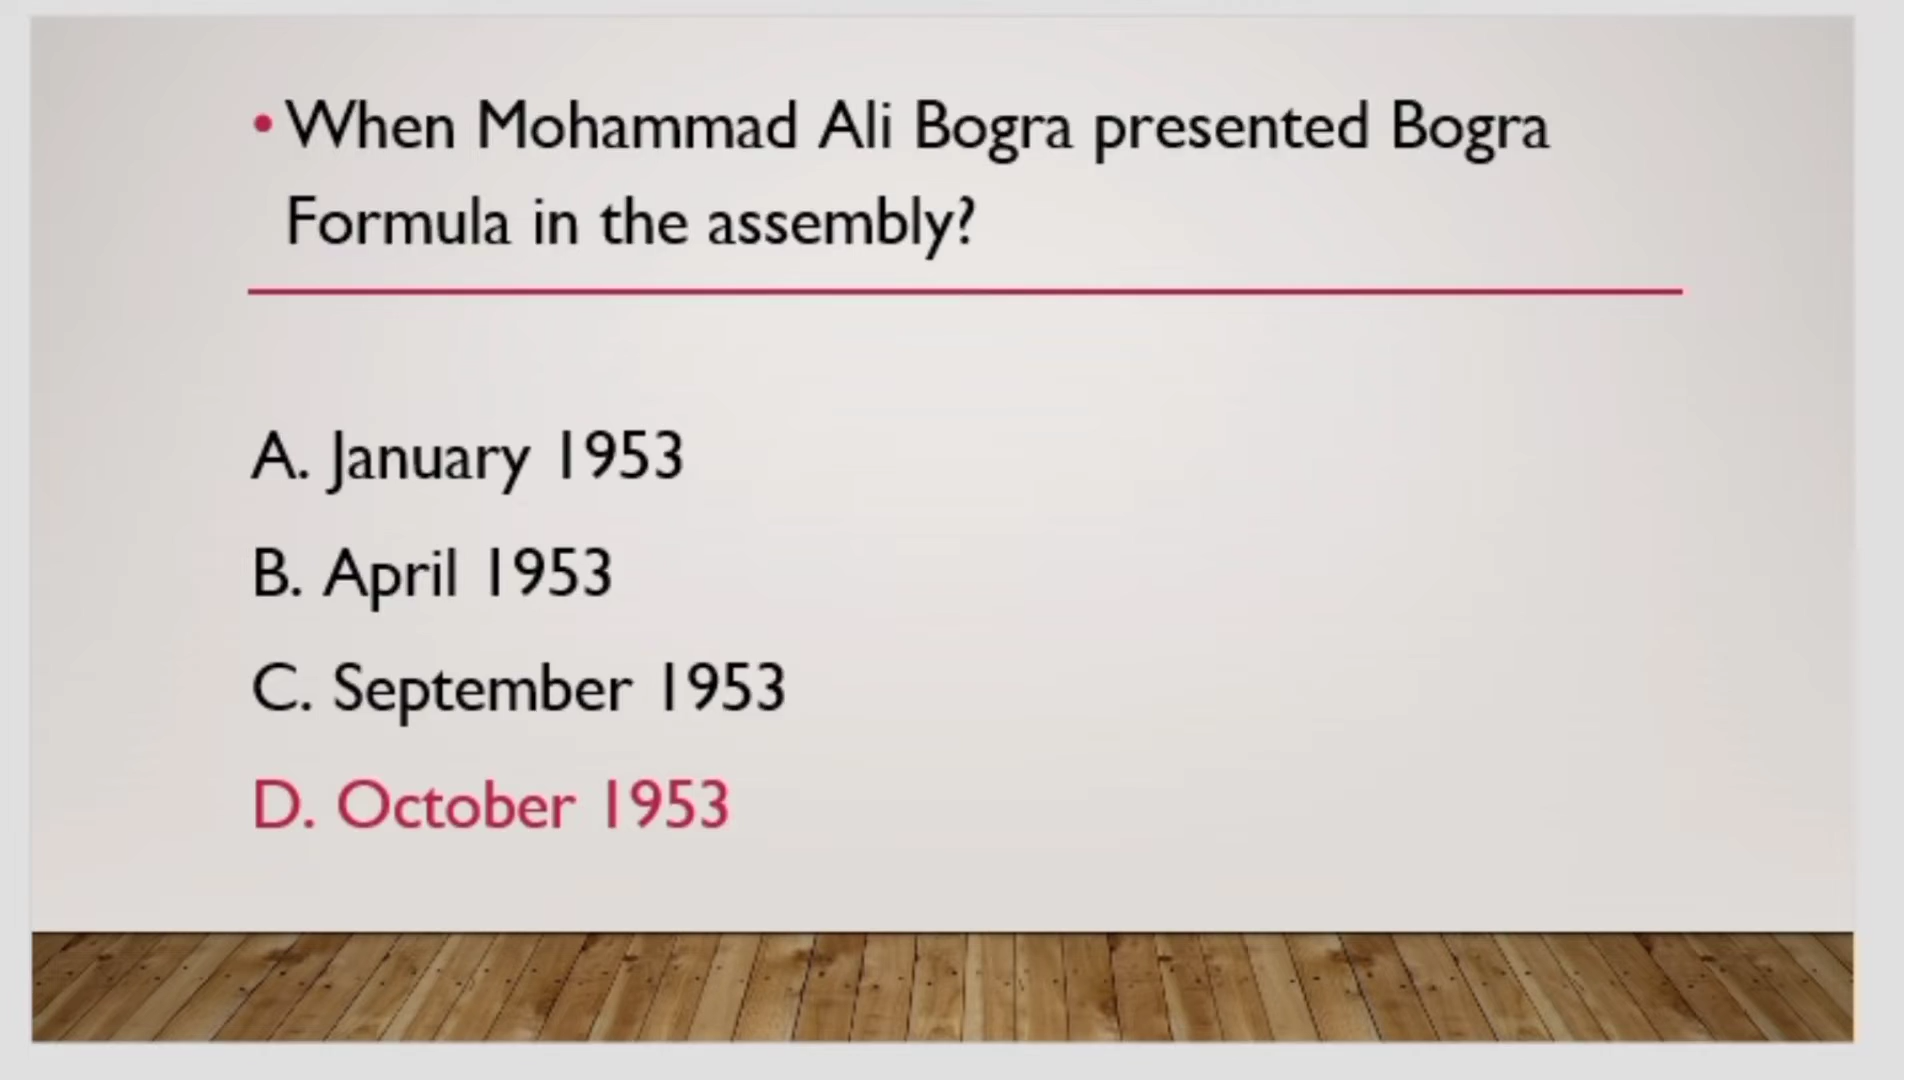 • When Mohammad Ali Bogra presented Bogra
Formula in the assembly?
A. January 1953
B. April 1953
C. September 1953
D. October 1953